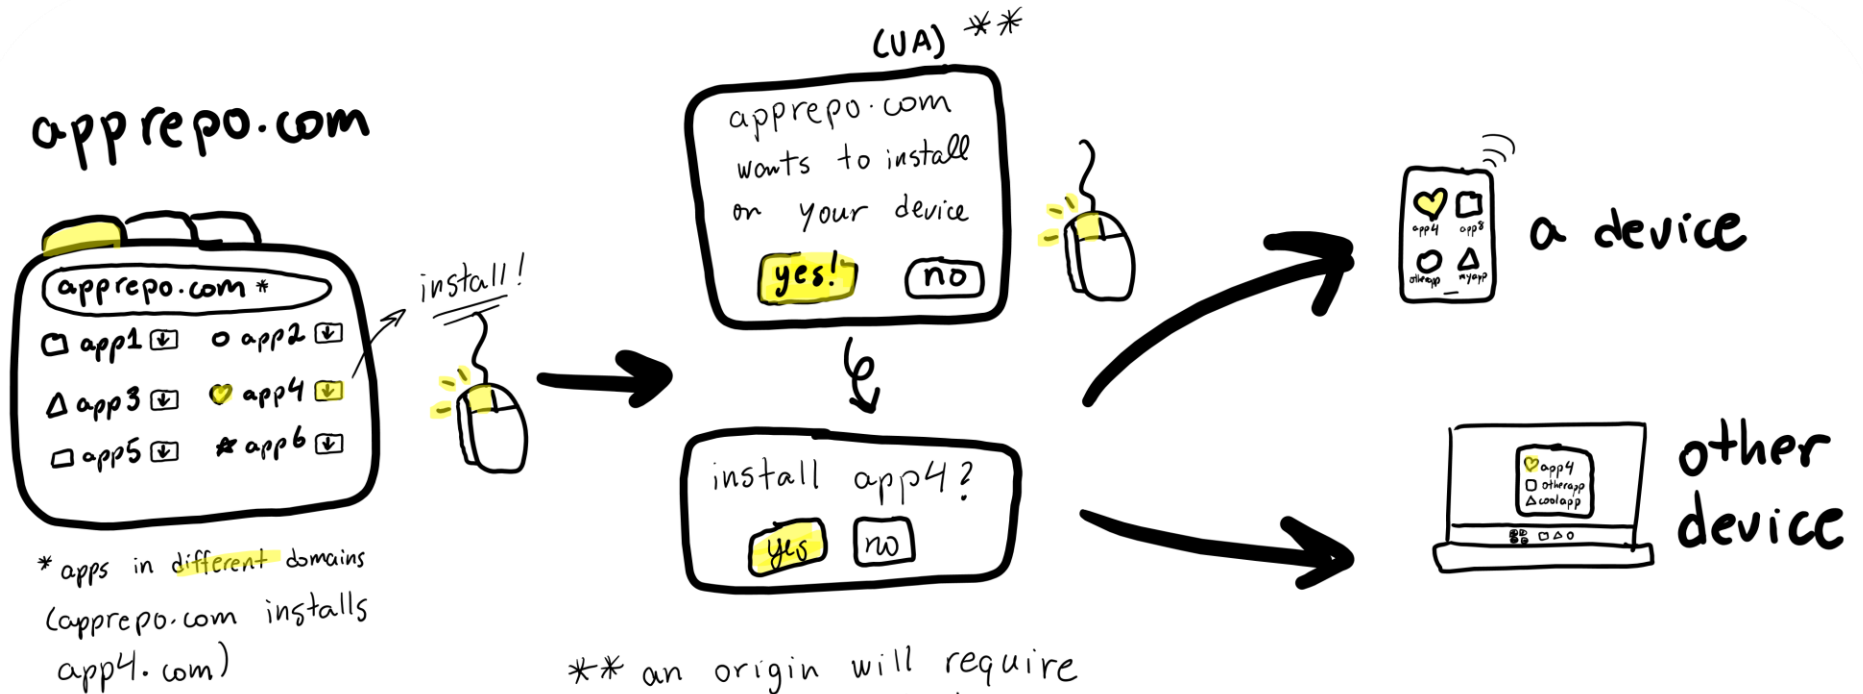 apprepo.com
apprepo.com*
app1 app2
app3 app4
app5 app6
* apps in different domains
(apprepo.com installs
app4.com)
install!
(UA) **
apprepo.com
wants to install
on your device
yes! no
install app4?
yes no
** an origin will require
app4 app8
otherapp myapp
a device
app4
otherapp
coolapp
other
device